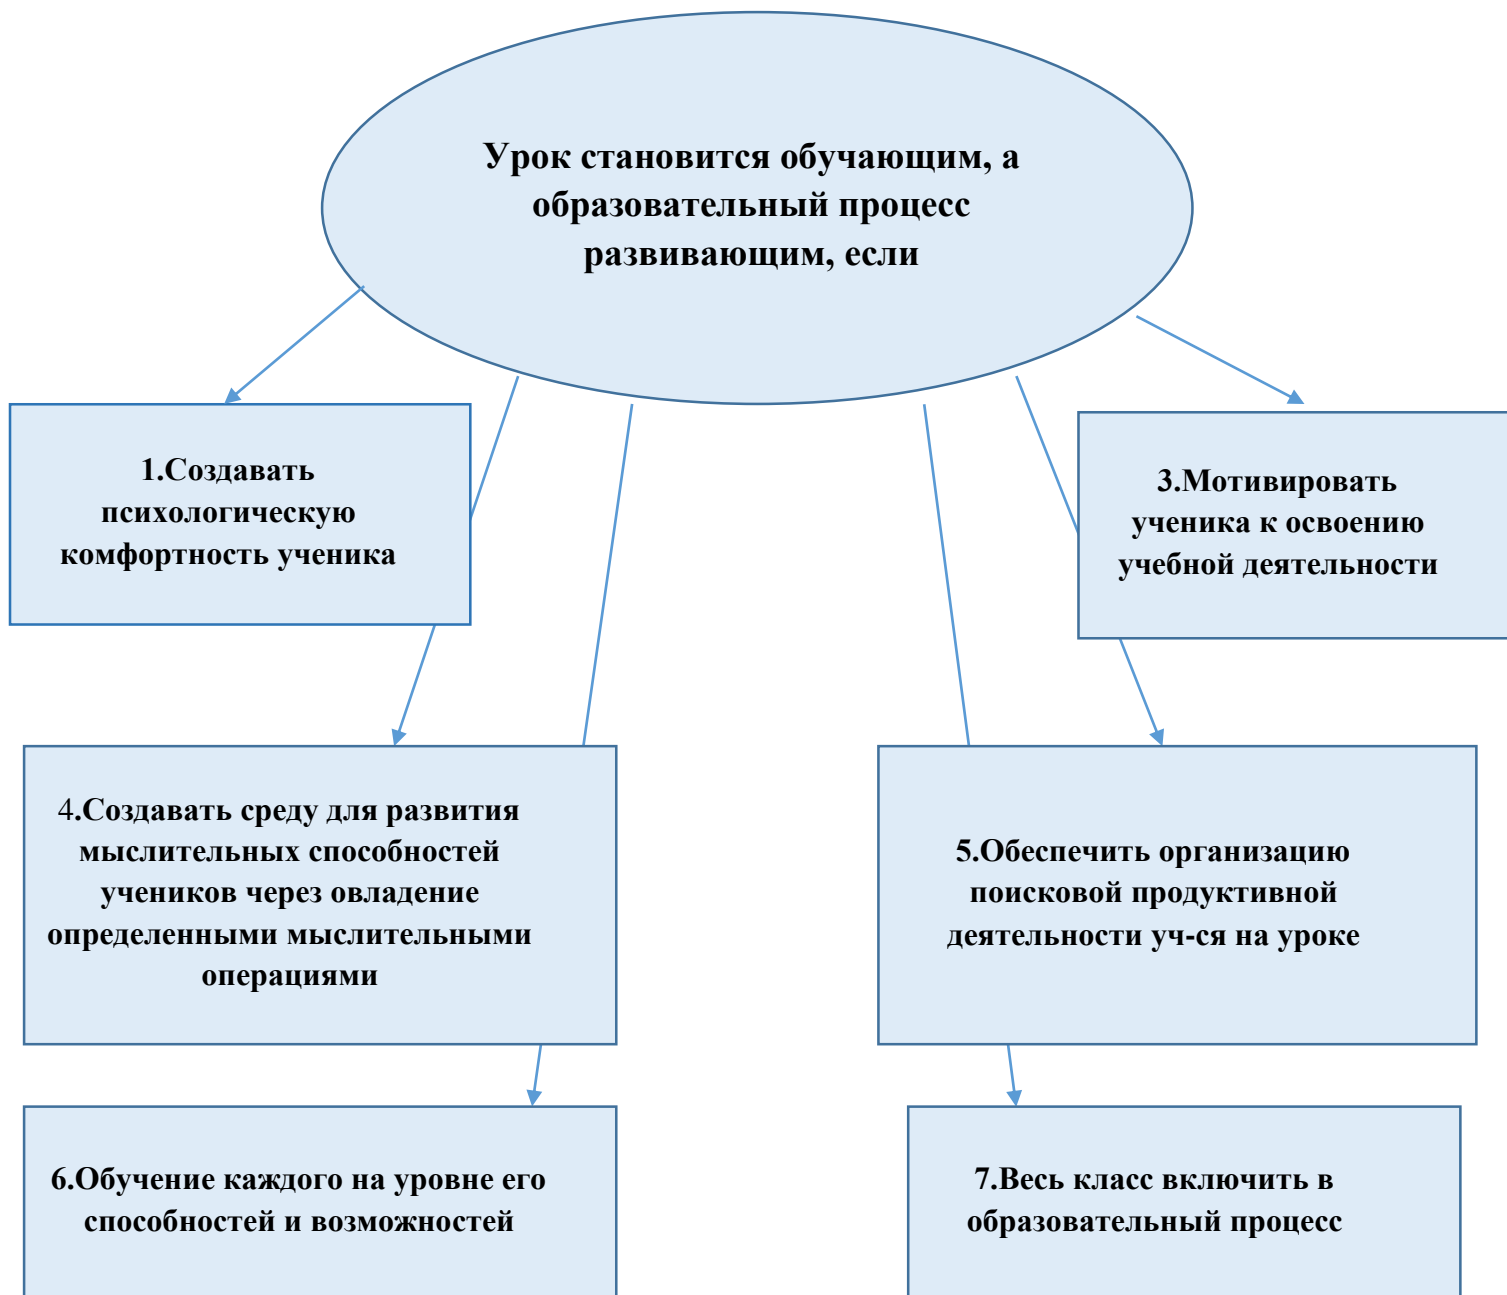 Урок становится обучающим, а
образовательный процесс
развивающим, если
1.Создавать
психологическую
комфортность ученика
3.Мотивировать
ученика к освоению
учебной деятельности
4.Создавать среду для развития
мыслительных способностей
учеников через овладение
определенными мыслительными
операциями
5.Обеспечить организацию
поисковой продуктивной
деятельности уч-ся на уроке
6.Обучение каждого на уровне его
способностей и возможностей
7.Весь класс включить в
образовательный процесс